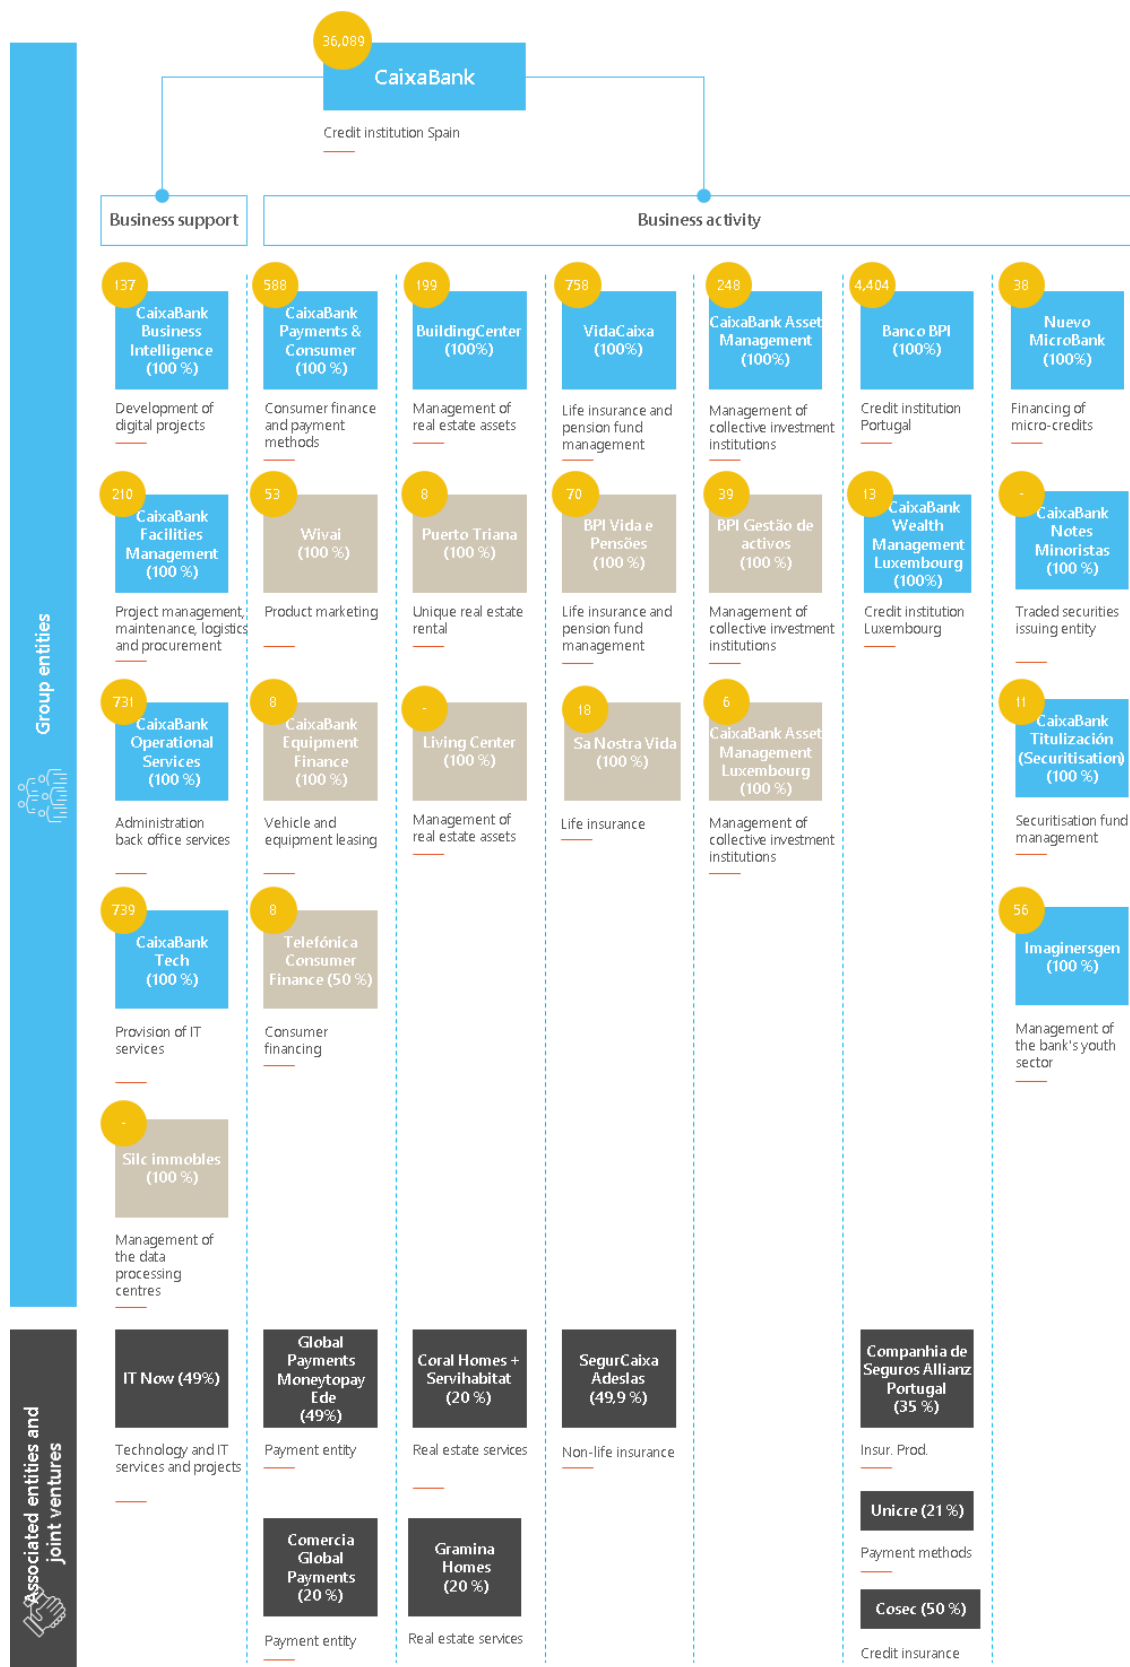 36,089
CaixaBank
Credit institution Spain
Business support
Business activity
137
CaixaBank
Business
Intelligence
(100 %)
Development of
digital projects
588
CaixaBank
Payments &
Consumer
(100 %)
Consumer finance
and payment
methods
199
BuildingCenter
(100%)
Management of
real estate assets
758
VidaCaixa
(100%)
Life insurance and
pension fund
management
248
CaixaBank Asset
Management
(100%)
Management of
collective investment
institutions
4,404
Banco BPI
(100%)
Credit institution
Portugal
38
Nuevo
MicroBank
(100%)
Financing of
micro-credits
210
CaixaBank
Facilities
Management
(100 %)
Project management,
maintenance, logistics
and procurement
53
Wivai
(100 %)
Product marketing
8
Puerto Triana
(100 %)
Unique real estate
rental
70
BPI Vida e
Pensões
(100 %)
Life insurance and
pension fund
management
39
BPI Gestão de
activos
(100 %)
Management of
collective investment
institutions
13
CaixaBank
Wealth
Management
Luxembourg
(100%)
Credit institution
Luxembourg
-
CaixaBank
Notes
Minoristas
(100 %)
Traded securities
issuing entity
Group entities
731
CaixaBank
Operational
Services
(100 %)
Administration
back office services
8
CaixaBank
Equipment
Finance
(100 %)
Vehicle and
equipment leasing
-
Living Center
(100 %)
Management of
real estate assets
18
Sa Nostra Vida
(100 %)
Life insurance
6
CaixaBank Asset
Management
Luxembourg
(100 %)
Management of
collective investment
institutions
11
CaixaBank
Titulización
(Securitisation)
(100 %)
Securitisation fund
management
739
CaixaBank
Tech
(100 %)
Provision of IT
services
8
Telefónica
Consumer
Finance (50 %)
Consumer
financing
56
Imaginersgen
(100 %)
Management of
the bank's youth
sector
-
Silc immobles
(100 %)
Management of
the data
processing
centres
Associated entities and
joint ventures
IT Now (49%)
Technology and IT
services and projects
Global
Payments
Moneytopay
Ede
(49%)
Payment entity
Coral Homes +
Servihabitat
(20 %)
Real estate services
SegurCaixa
Adeslas
(49,9 %)
Non-life insurance
Companhia de
Seguros Allianz
Portugal
(35 %)
Insur. Prod.
Unicre (21 %)
Payment methods
Comercia
Global
Payments
(20 %)
Payment entity
Gramina
Homes
(20 %)
Real estate services
Cosec (50 %)
Credit insurance